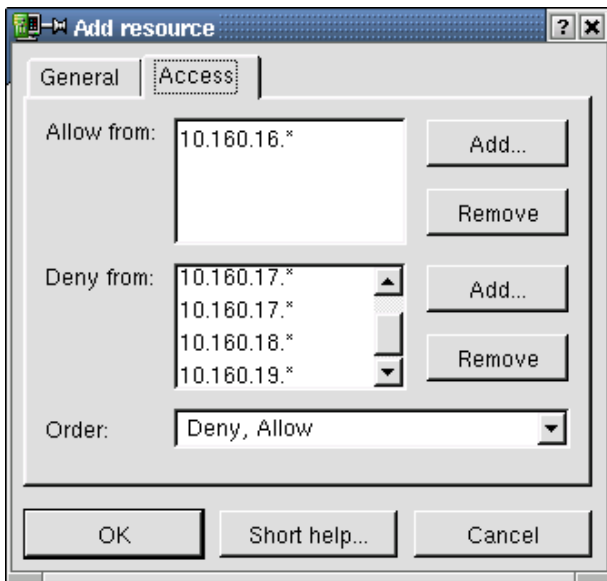 Add resource
General Access
Allow from: 10.160.16.* Add...
Remove
Deny from: 10.160.17.* Add...
10.160.17.*
10.160.18.* Remove
10.160.19.*
Order: Deny, Allow
OK Short help... Cancel